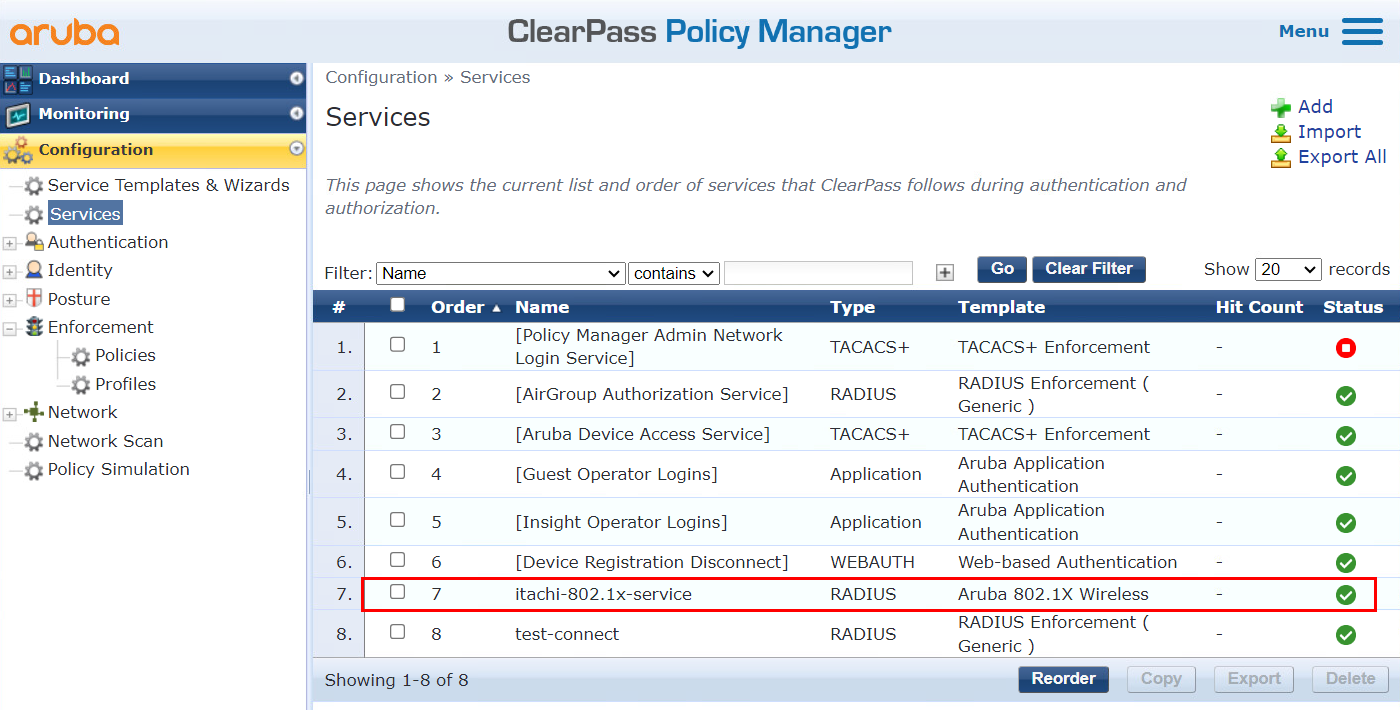 aruba
ClearPass Policy Manager
Menu
Dashboard
Monitoring
Configuration
Service Templates & Wizards
Services
Authentication
Identity
Posture
Enforcement
Policies
Profiles
Network
Network Scan
Policy Simulation
Configuration » Services
Services
Add
Import
Export All
This page shows the current list and order of services that ClearPass follows during authentication and
authorization.
Filter: Name contains + Go Clear Filter Show 20 records
# Order Name Type Template Hit Count Status
1. 1 [Policy Manager Admin Network
Login Service] TACACS+ TACACS+ Enforcement -
2. 2 [AirGroup Authorization Service] RADIUS RADIUS Enforcement (
Generic ) -
3. 3 [Aruba Device Access Service] TACACS+ TACACS+ Enforcement -
4. 4 [Guest Operator Logins] Application Aruba Application
Authentication -
5. 5 [Insight Operator Logins] Application Aruba Application
Authentication -
6. 6 [Device Registration Disconnect] WEBAUTH Web-based Authentication -
7. 7 itachi-802.1x-service RADIUS Aruba 802.1X Wireless -
8. 8 test-connect RADIUS RADIUS Enforcement (
Generic ) -
Showing 1-8 of 8 Reorder Copy Export Delete